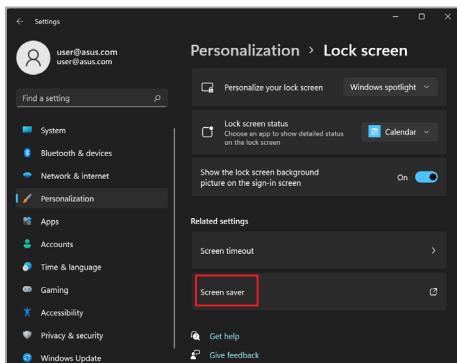 Settings
user@asus.com
user@asus.com
Find a setting
System
Bluetooth & devices
Network & internet
Personalization
Apps
Accounts
Time & language
Gaming
Accessibility
Privacy & security
Windows Update
Personalization > Lock screen
Personalize your lock screen
Windows spotlight
Lock screen status
Choose an app to show detailed status
on the lock screen
Calendar
Show the lock screen background
picture on the sign-in screen
On
Related settings
Screen timeout
Screen saver
Get help
Give feedback